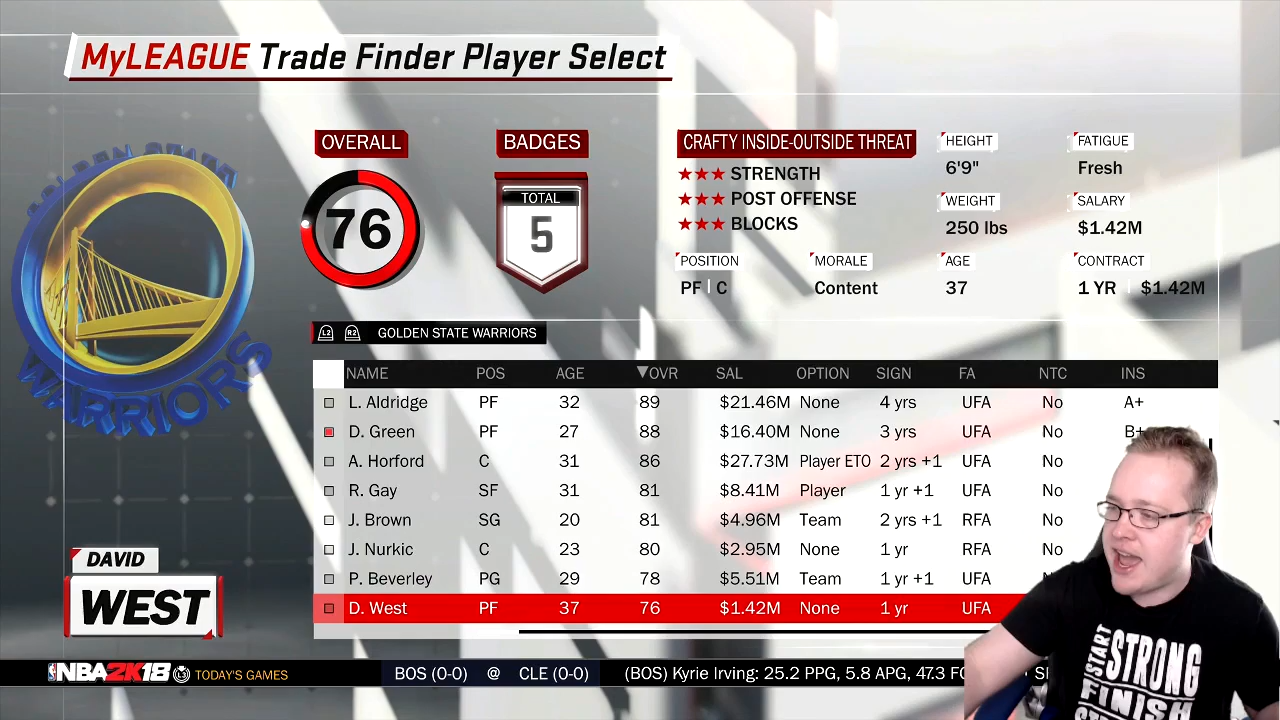 MyLEAGUE Trade Finder Player Select
OVERALL
76
BADGES
TOTAL
5
CRAFTY INSIDE-OUTSIDE THREAT
★★★ STRENGTH
★★★ POST OFFENSE
★★★ BLOCKS
HEIGHT
6'9"
FATIGUE
Fresh
WEIGHT
250 lbs
SALARY
$1.42M
POSITION
PF | C
MORALE
Content
AGE
37
CONTRACT
1 YR | $1.42M
GOLDEN STATE WARRIORS
L2 R2 GOLDEN STATE WARRIORS
NAME POS AGE ▼OVR SAL OPTION SIGN FA NTC INS
L. Aldridge PF 32 89 $21.46M None 4 yrs UFA No A+
D. Green PF 27 88 $16.40M None 3 yrs UFA No B+
A. Horford C 31 86 $27.73M Player ETO 2 yrs +1 UFA No
R. Gay SF 31 81 $8.41M Player 1 yr +1 UFA No
J. Brown SG 20 81 $4.96M Team 2 yrs +1 RFA No
J. Nurkic C 23 80 $2.95M None 1 yr RFA No
P. Beverley PG 29 78 $5.51M Team 1 yr +1 UFA
D. West PF 37 76 $1.42M None 1 yr UFA
DAVID
WEST
NBA2K18 TODAY'S GAMES BOS (0-0) @ CLE (0-0) (BOS) Kyrie Irving: 25.2 PPG, 5.8 APG, 47.3
START
STRONG
FINISH